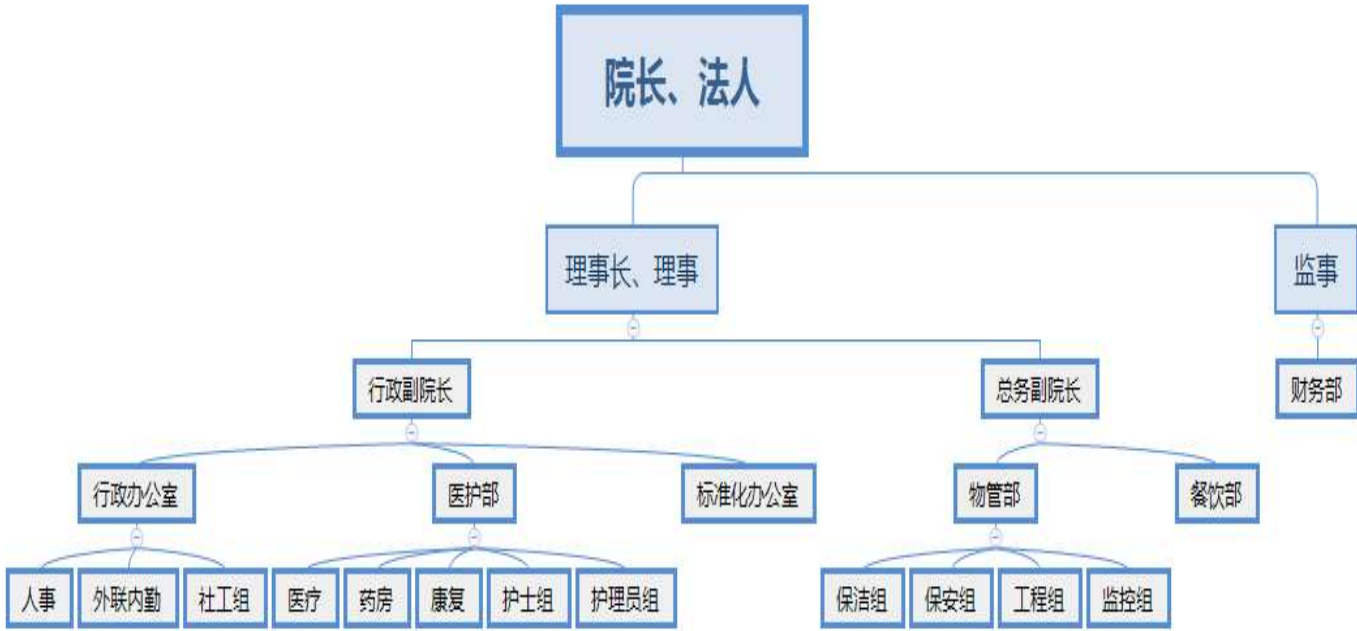 院长、法人
理事长、理事
监事
行政副院长
总务副院长
财务部
行政办公室
医护部
标准化办公室
物管部
餐饮部
人事
外联内勤
社工组
医疗
药房
康复
护士组
护理员组
保洁组
保安组
工程组
监控组